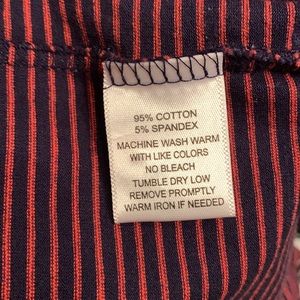 95% COTTON
5% SPANDEX
MACHINE WASH WARM
WITH LIKE COLORS
NO BLEACH
TUMBLE DRY LOW
REMOVE PROMPTLY
WARM IRON IF NEEDED